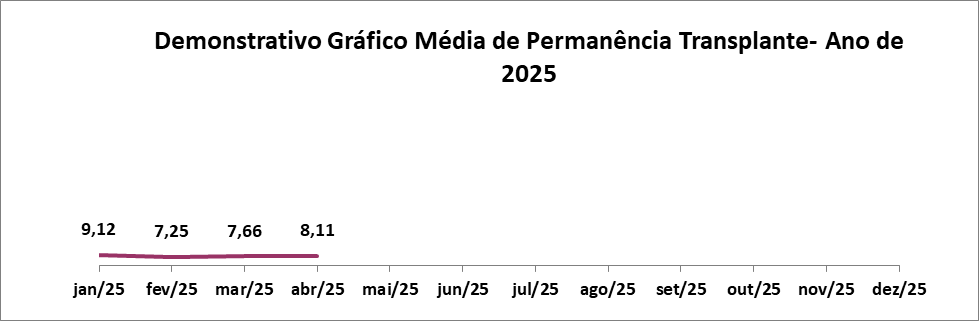 Demonstrativo Gráfico Média de Permanência Transplante- Ano de
2025
9,12 7,25 7,66 8,11
jan/25 fev/25 mar/25 abr/25 mai/25 jun/25 jul/25 ago/25 set/25 out/25 nov/25 dez/25